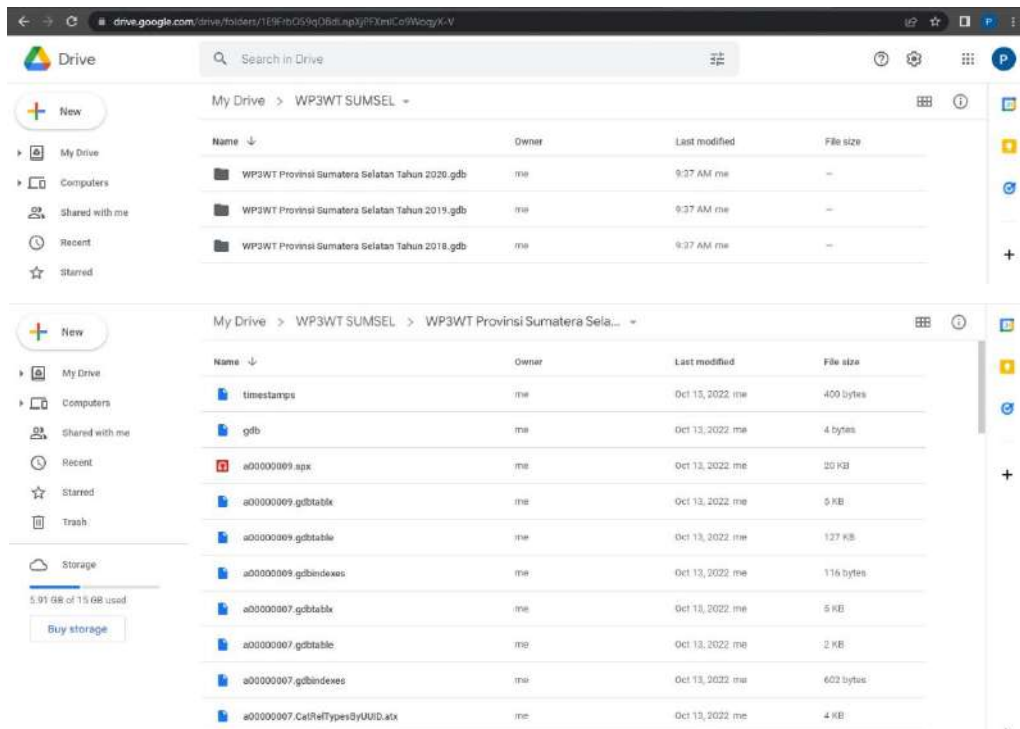 drive.google.com/drive/folders/
Drive
Search in Drive
P
P
New
My Drive > WP3WT SUMSEL
Name Owner Last modified File size
My Drive
Computers
Shared with me
Recent
Starred
WP3WT Provinsi Sumatera Selatan Tahun 2020.gdb me 9:37 AM me –
WP3WT Provinsi Sumatera Selatan Tahun 2019.gdb me 9:37 AM me –
WP3WT Provinsi Sumatera Selatan Tahun 2018.gdb me 9:37 AM me –
New
My Drive > WP3WT SUMSEL > WP3WT Provinsi Sumatera Sela...
Name Owner Last modified File size
My Drive
Computers
Shared with me
Recent
Starred
Trash
Storage
5.91 GB of 15 GB used
Buy storage
timestamps me Oct 13, 2022 me 400 bytes
gdb me Oct 13, 2022 me 4 bytes
a00000009.spx me Oct 13, 2022 me 20 KB
a00000009.gdbtablx me Oct 13, 2022 me 5 KB
a00000009.gdbtable me Oct 13, 2022 me 127 KB
a00000009.gdbindexes me Oct 13, 2022 me 116 bytes
a00000007.gdbtablx me Oct 13, 2022 me 5 KB
a00000007.gdbtable me Oct 13, 2022 me 2 KB
a00000007.gdbindexes me Oct 13, 2022 me 602 bytes
a00000007.CatRelTypesByUUID.atx me Oct 13, 2022 me 4 KB